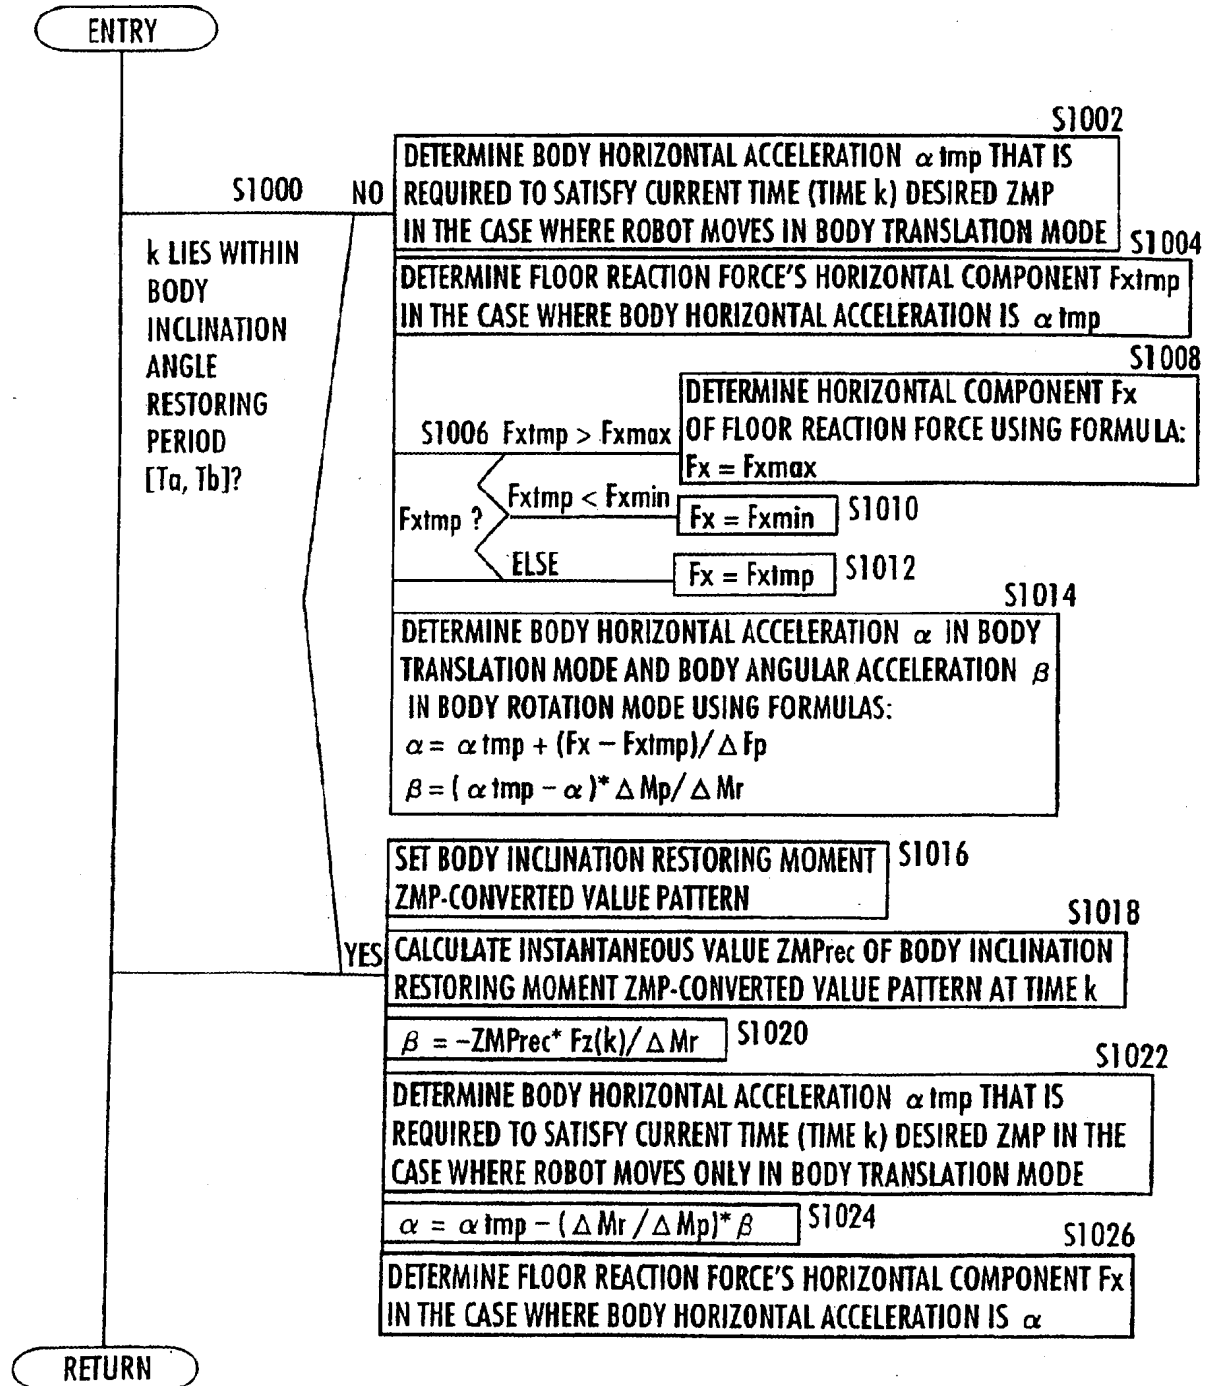 ENTRY
S1000
NO
k LIES WITHIN
BODY
INCLINATION
ANGLE
RESTORING
PERIOD
[Ta, Tb]?
S1002
DETERMINE BODY HORIZONTAL ACCELERATION α tmp THAT IS
REQUIRED TO SATISFY CURRENT TIME (TIME k) DESIRED ZMP
IN THE CASE WHERE ROBOT MOVES IN BODY TRANSLATION MODE
S1004
DETERMINE FLOOR REACTION FORCE'S HORIZONTAL COMPONENT Fxtmp
IN THE CASE WHERE BODY HORIZONTAL ACCELERATION IS α tmp
S1006 Fxtmp > Fxmax
S1008
DETERMINE HORIZONTAL COMPONENT Fx
OF FLOOR REACTION FORCE USING FORMULA:
Fx = Fxmax
Fxtmp ?
Fxtmp < Fxmin
Fx = Fxmin
S1010
ELSE
Fx = Fxtmp
S1012
S1014
DETERMINE BODY HORIZONTAL ACCELERATION α IN BODY
TRANSLATION MODE AND BODY ANGULAR ACCELERATION β
IN BODY ROTATION MODE USING FORMULAS:
α = α tmp + (Fx - Fxtmp)/ΔFp
β = ( α tmp - α )* ΔMp/ΔMr
YES
SET BODY INCLINATION RESTORING MOMENT
ZMP-CONVERTED VALUE PATTERN
S1016
S1018
CALCULATE INSTANTANEOUS VALUE ZMPrec OF BODY INCLINATION
RESTORING MOMENT ZMP-CONVERTED VALUE PATTERN AT TIME k
β = -ZMPrec* Fz(k)/ΔMr
S1020
S1022
DETERMINE BODY HORIZONTAL ACCELERATION α tmp THAT IS
REQUIRED TO SATISFY CURRENT TIME (TIME k) DESIRED ZMP IN THE
CASE WHERE ROBOT MOVES ONLY IN BODY TRANSLATION MODE
α = α tmp - (ΔMr/ΔMp)* β
S1024
S1026
DETERMINE FLOOR REACTION FORCE'S HORIZONTAL COMPONENT Fx
IN THE CASE WHERE BODY HORIZONTAL ACCELERATION IS α
RETURN